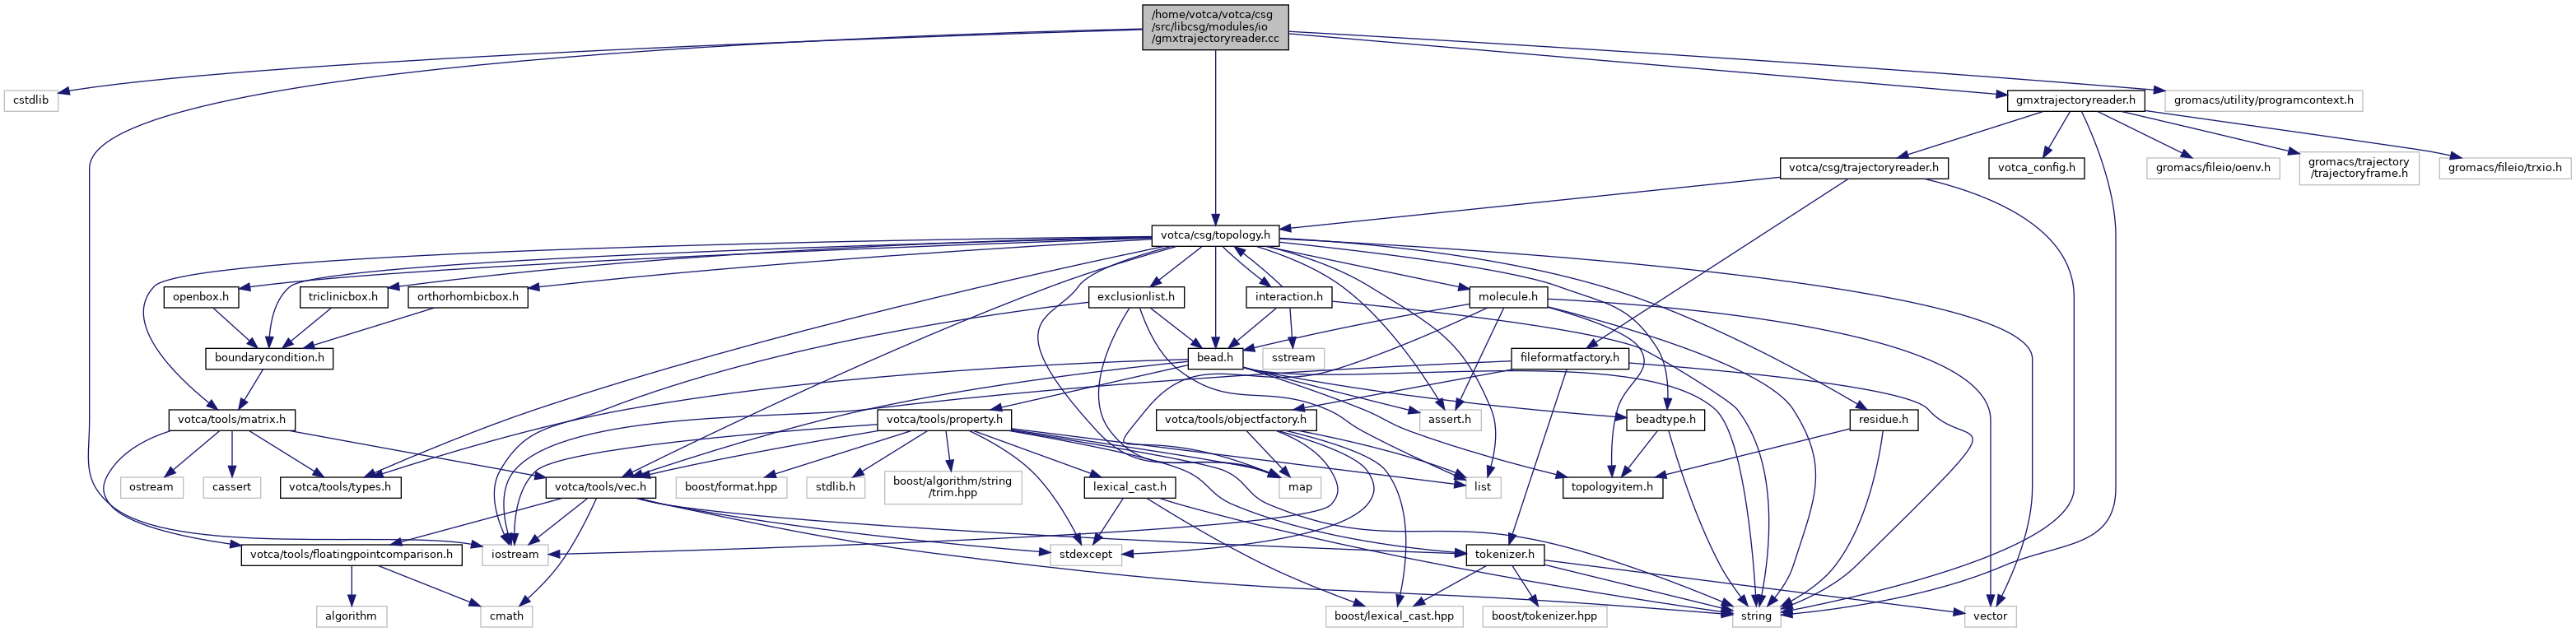 /home/votca/votca/csg
/src/libcsg/modules/io
/gmxtrajectoryreader.cc
cstdlib
gmxtrajectoryreader.h
gromacs/utility/programcontext.h
votca/csg/trajectoryreader.h
votca_config.h
gromacs/fileio/oenv.h
gromacs/trajectory
/trajectoryframe.h
gromacs/fileio/trxio.h
votca/csg/topology.h
openbox.h
triclinicbox.h
orthorhombicbox.h
exclusionlist.h
interaction.h
molecule.h
boundarycondition.h
bead.h
sstream
fileformatfactory.h
votca/tools/matrix.h
votca/tools/property.h
votca/tools/objectfactory.h
assert.h
beadtype.h
residue.h
ostream
cassert
votca/tools/types.h
votca/tools/vec.h
boost/format.hpp
stdlib.h
boost/algorithm/string
/trim.hpp
lexical_cast.h
map
list
topologyitem.h
votca/tools/floatingpointcomparison.h
iostream
stdexcept
tokenizer.h
algorithm
cmath
boost/lexical_cast.hpp
boost/tokenizer.hpp
string
vector